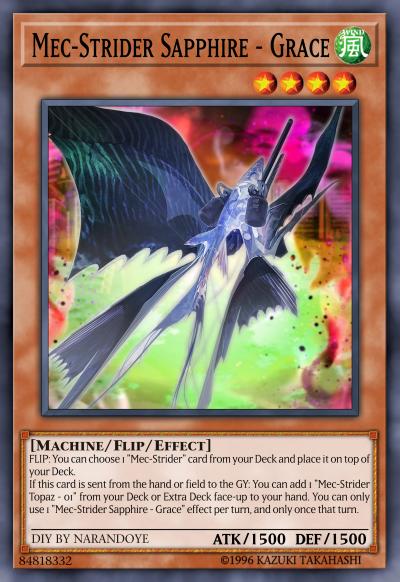 Mec-Strider Sapphire - Grace
WIND
[Machine/Flip/Effect]
FLIP: You can choose 1 "Mec-Strider" card from your Deck and place it on top of
your Deck.
If this card is sent from the hand or field to the GY: You can add 1 "Mec-Strider
Topaz - 01" from your Deck or Extra Deck face-up to your hand. You can only
use 1 "Mec-Strider Sapphire - Grace" effect per turn, and only once that turn.
DIY BY NARANDOYE
ATK/1500 DEF/1500
84818332
©1996 KAZUKI TAKAHASHI